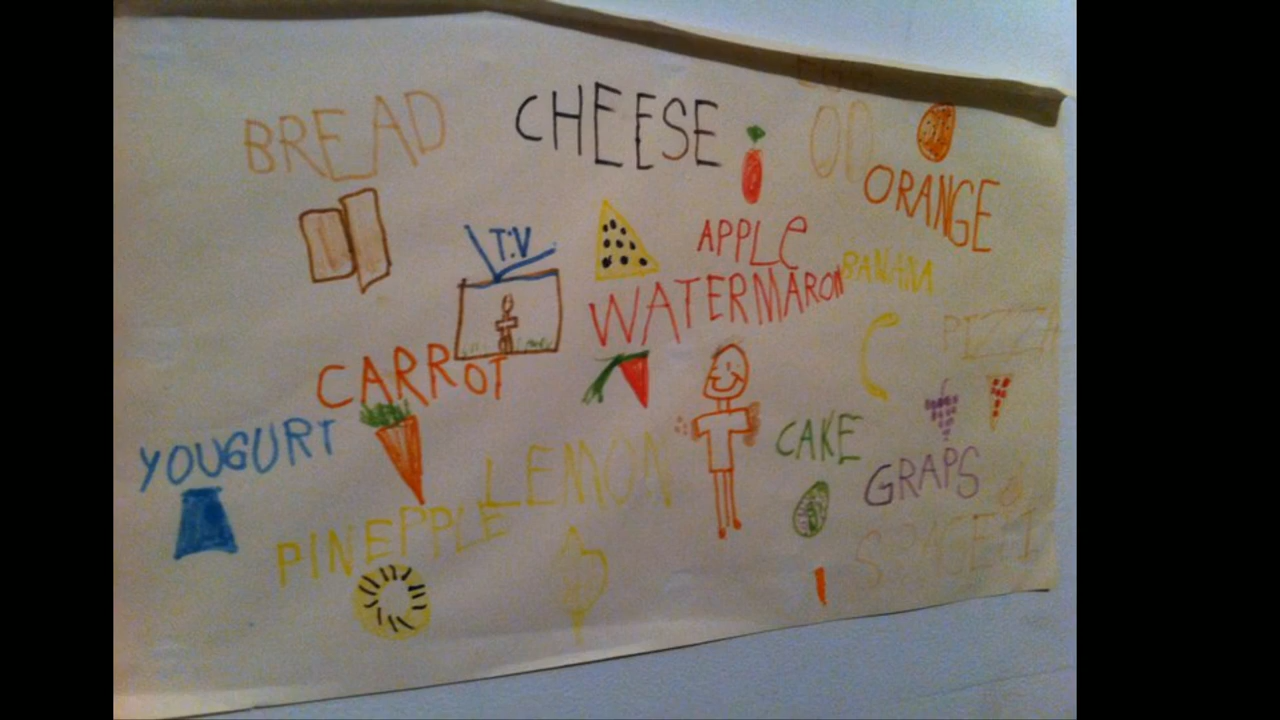 BREAD
CHEESE
ORANGE
T.V
APPLE
WATERMARON
BANANA
PIZZA
CARROT
YOUGURT
LEMON
CAKE
GRAPS
PINEPPLE